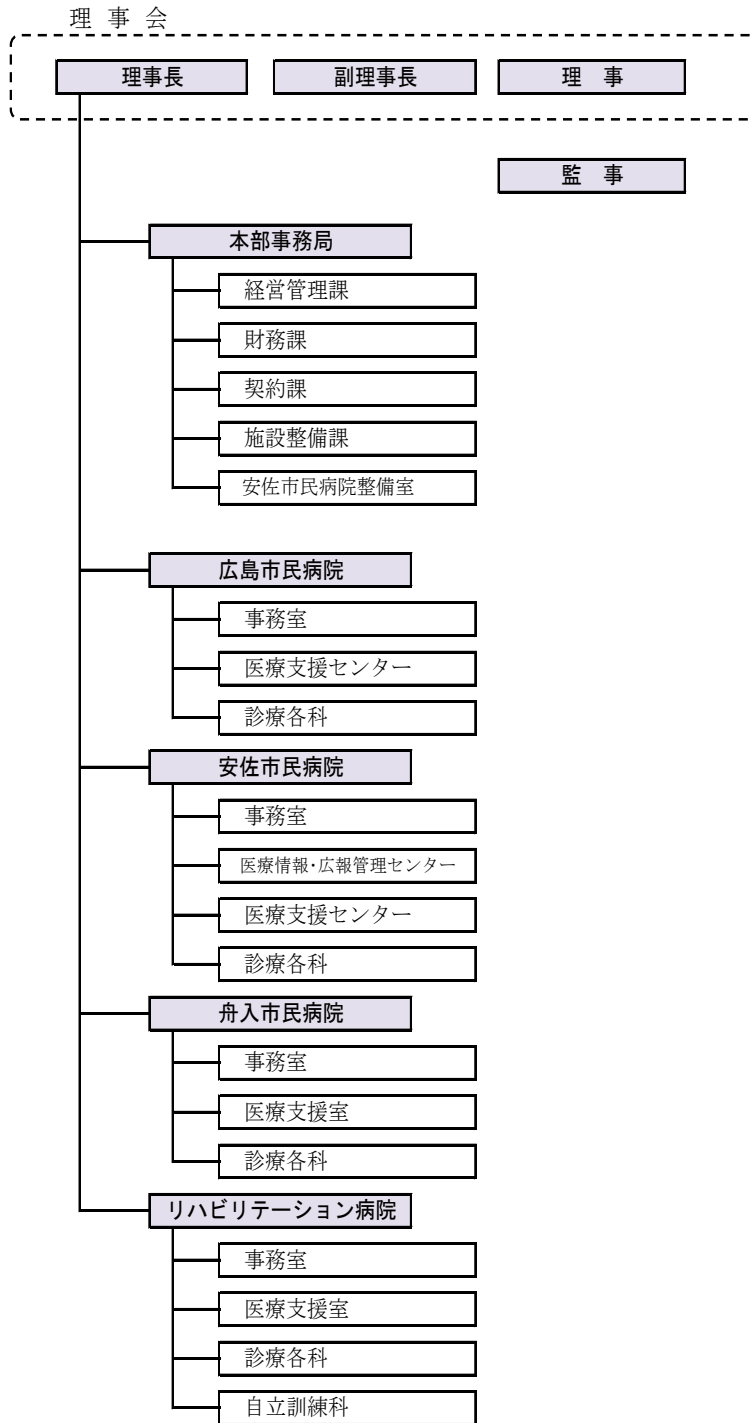 理 事 会
理事長
副理事長
理 事
監 事
本部事務局
経営管理課
財務課
契約課
施設整備課
安佐市民病院整備室
広島市民病院
事務室
医療支援センター
診療各科
安佐市民病院
事務室
医療情報・広報管理センター
医療支援センター
診療各科
舟入市民病院
事務室
医療支援室
診療各科
リハビリテーション病院
事務室
医療支援室
診療各科
自立訓練科